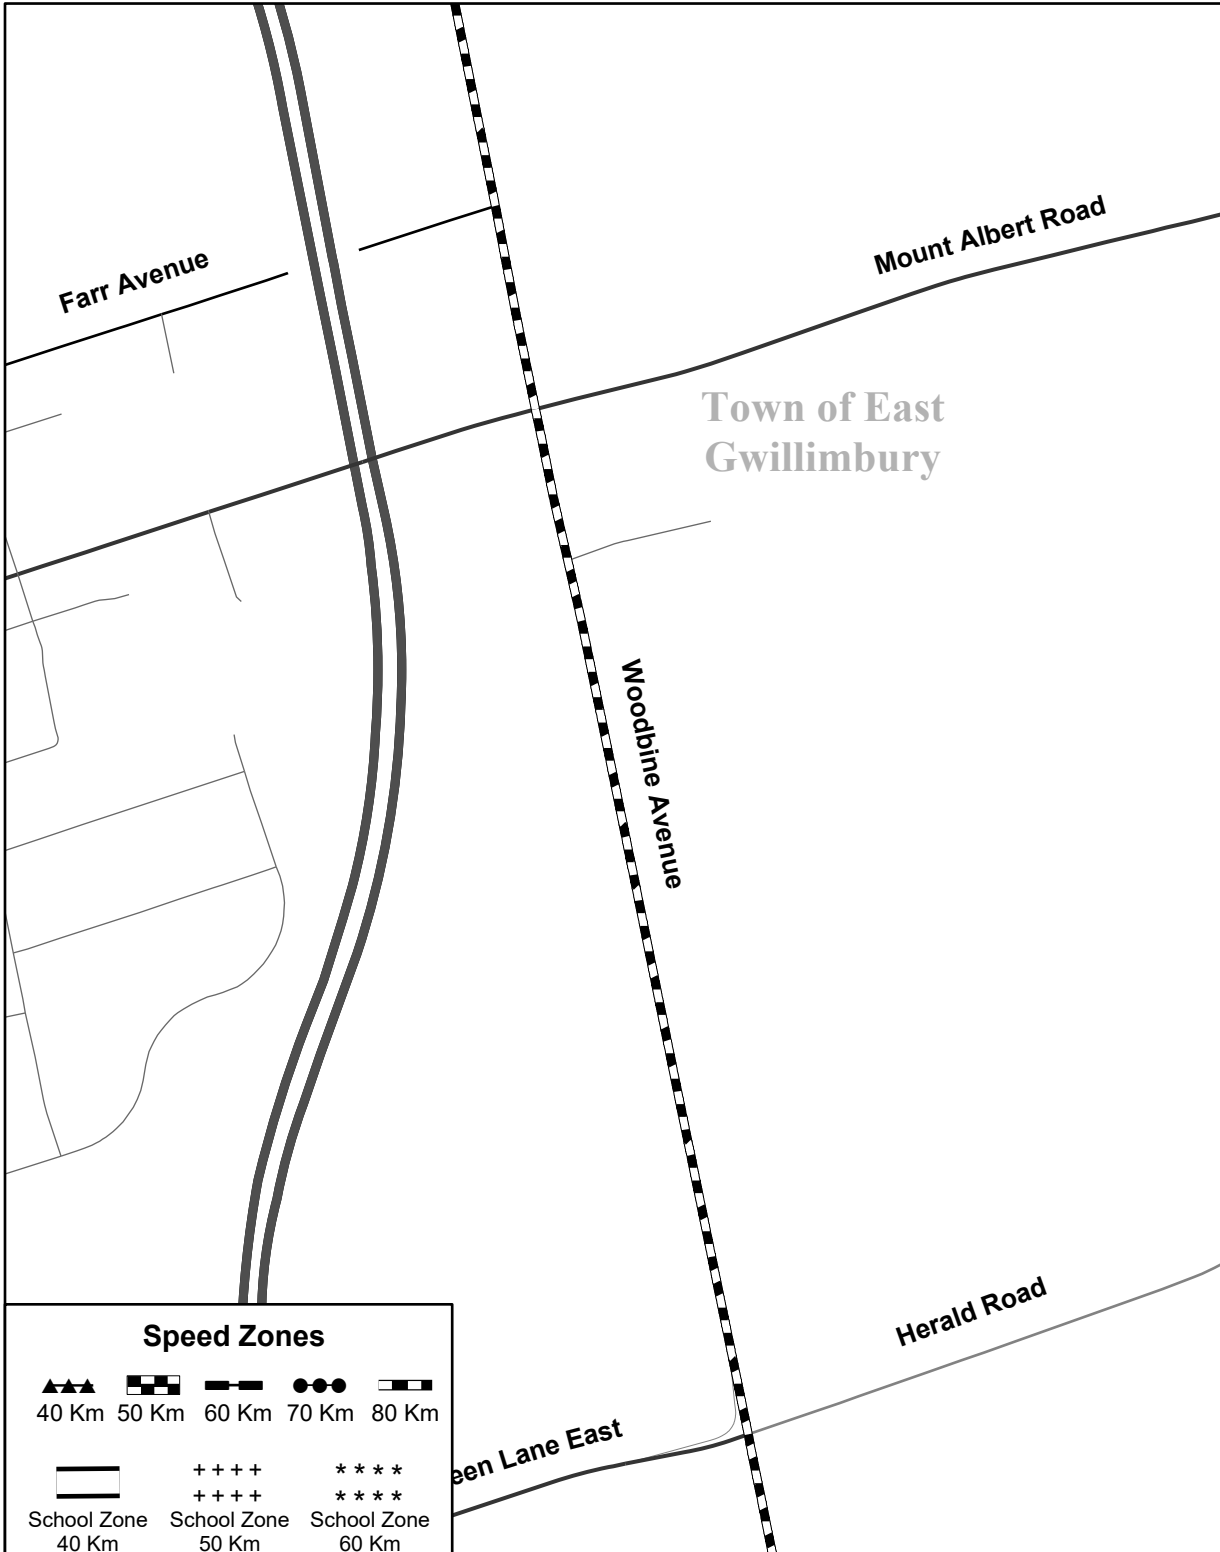 Farr Avenue
Mount Albert Road
Town of East
Gwillimbury
Woodbine Avenue
Herald Road
een Lane East
Speed Zones
40 Km 50 Km 60 Km 70 Km 80 Km
School Zone School Zone School Zone
40 Km 50 Km 60 Km